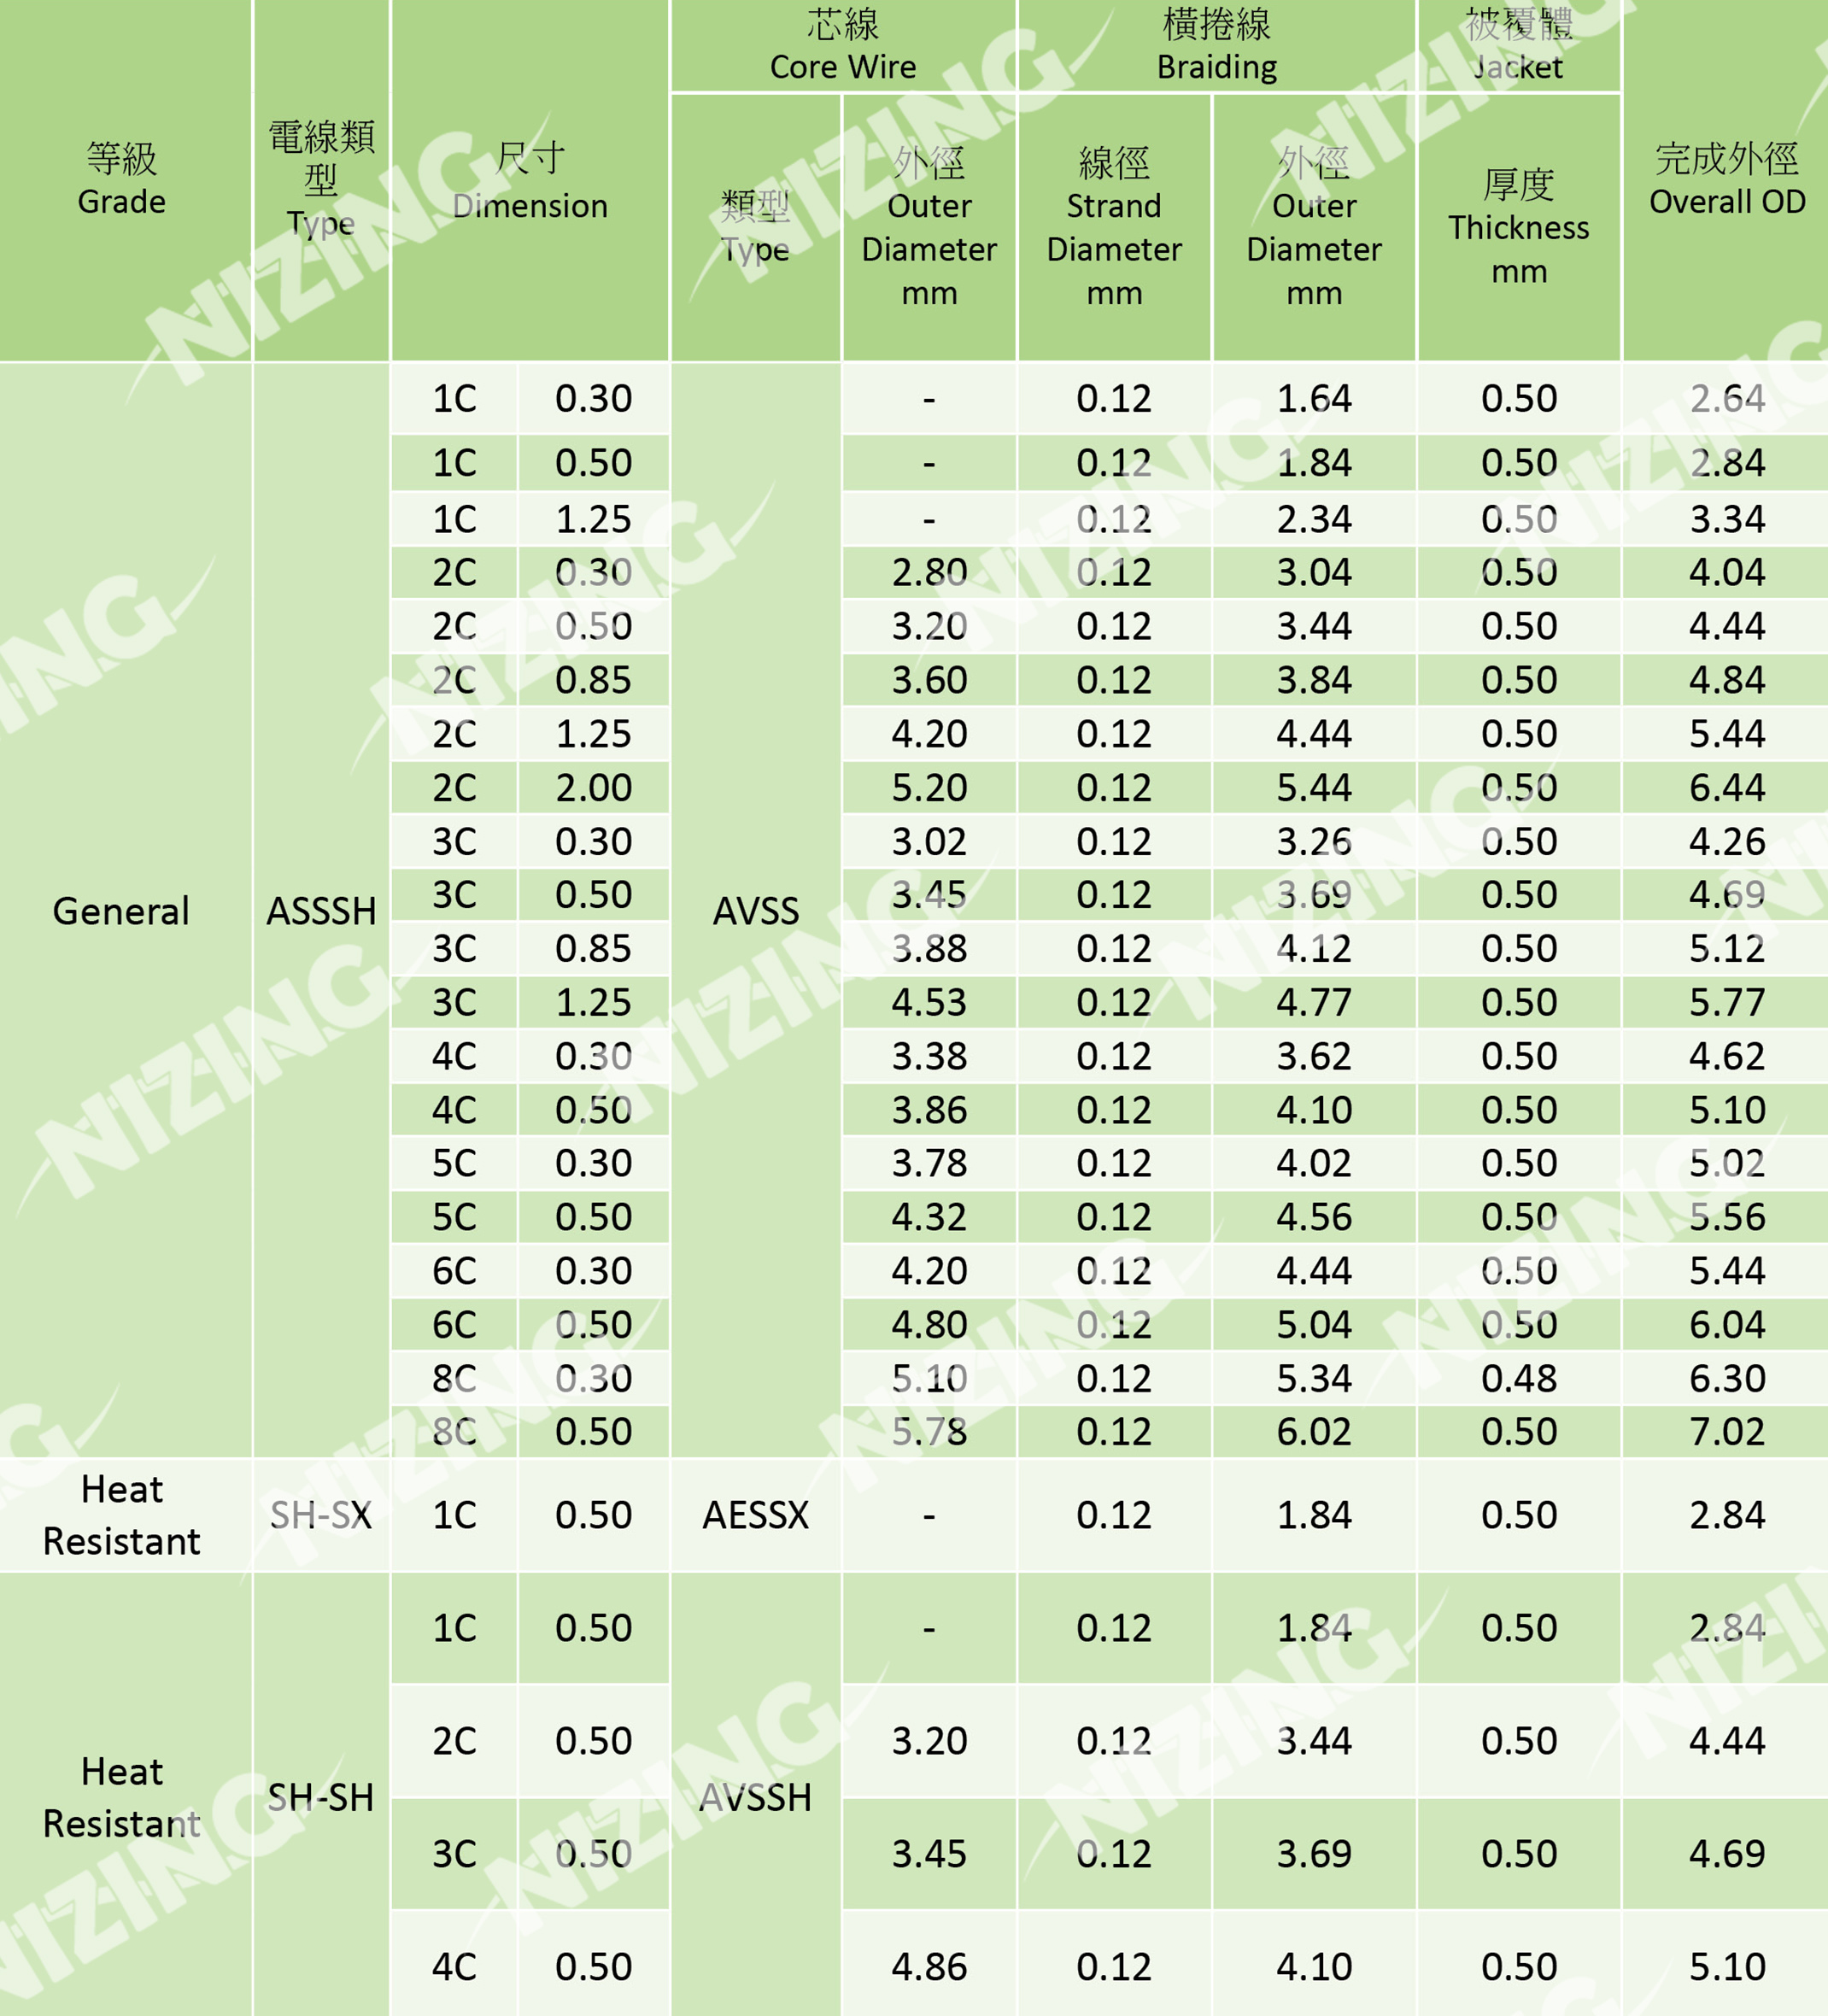 芯線
Core Wire
橫捲線
Braiding
被覆體
Jacket
等級
Grade
電線類
型
Type
尺寸
Dimension
類型
Type
外徑
Outer
Diameter
mm
線徑
Strand
Diameter
mm
外徑
Outer
Diameter
mm
厚度
Thickness
mm
完成外徑
Overall OD
General
ASSSH
AVSS
1C 0.30 - 0.12 1.64 0.50 2.64
1C 0.50 - 0.12 1.84 0.50 2.84
1C 1.25 - 0.12 2.34 0.50 3.34
2C 0.30 2.80 0.12 3.04 0.50 4.04
2C 0.50 3.20 0.12 3.44 0.50 4.44
2C 0.85 3.60 0.12 3.84 0.50 4.84
2C 1.25 4.20 0.12 4.44 0.50 5.44
2C 2.00 5.20 0.12 5.44 0.50 6.44
3C 0.30 3.02 0.12 3.26 0.50 4.26
3C 0.50 3.45 0.12 3.69 0.50 4.69
3C 0.85 3.88 0.12 4.12 0.50 5.12
3C 1.25 4.53 0.12 4.77 0.50 5.77
4C 0.30 3.38 0.12 3.62 0.50 4.62
4C 0.50 3.86 0.12 4.10 0.50 5.10
5C 0.30 3.78 0.12 4.02 0.50 5.02
5C 0.50 4.32 0.12 4.56 0.50 5.56
6C 0.30 4.20 0.12 4.44 0.50 5.44
6C 0.50 4.80 0.12 5.04 0.50 6.04
8C 0.30 5.10 0.12 5.34 0.48 6.30
8C 0.50 5.78 0.12 6.02 0.50 7.02
Heat
Resistant
SH-SX 1C 0.50 AESSX - 0.12 1.84 0.50 2.84
Heat
Resistant
SH-SH
AVSSH
1C 0.50 - 0.12 1.84 0.50 2.84
2C 0.50 3.20 0.12 3.44 0.50 4.44
3C 0.50 3.45 0.12 3.69 0.50 4.69
4C 0.50 4.86 0.12 4.10 0.50 5.10
NIZING